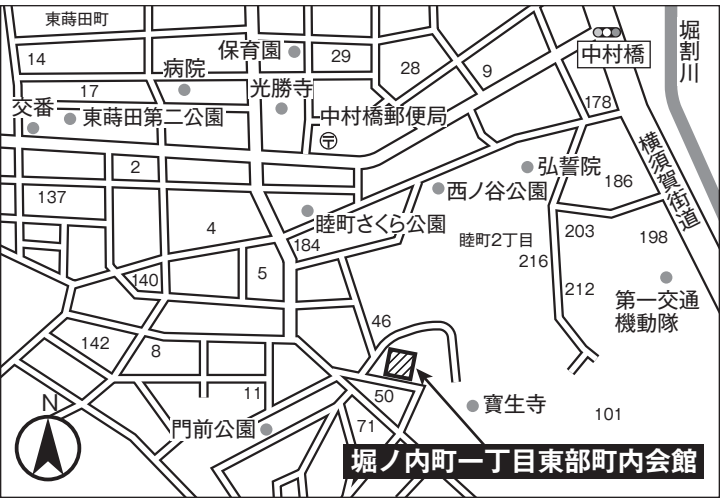 東蒔田町
14
保育園
29
28
9
中村橋
堀割川
病院
17
光勝寺
178
交番
東蒔田第二公園
中村橋郵便局
〒
横須賀街道
2
弘誓院
186
137
西ノ谷公園
4
睦町さくら公園
184
睦町2丁目
203
198
216
140
5
212
第一交通
機動隊
46
142
8
11
50
寶生寺
101
N
門前公園
71
堀ノ内町一丁目東部町内会館